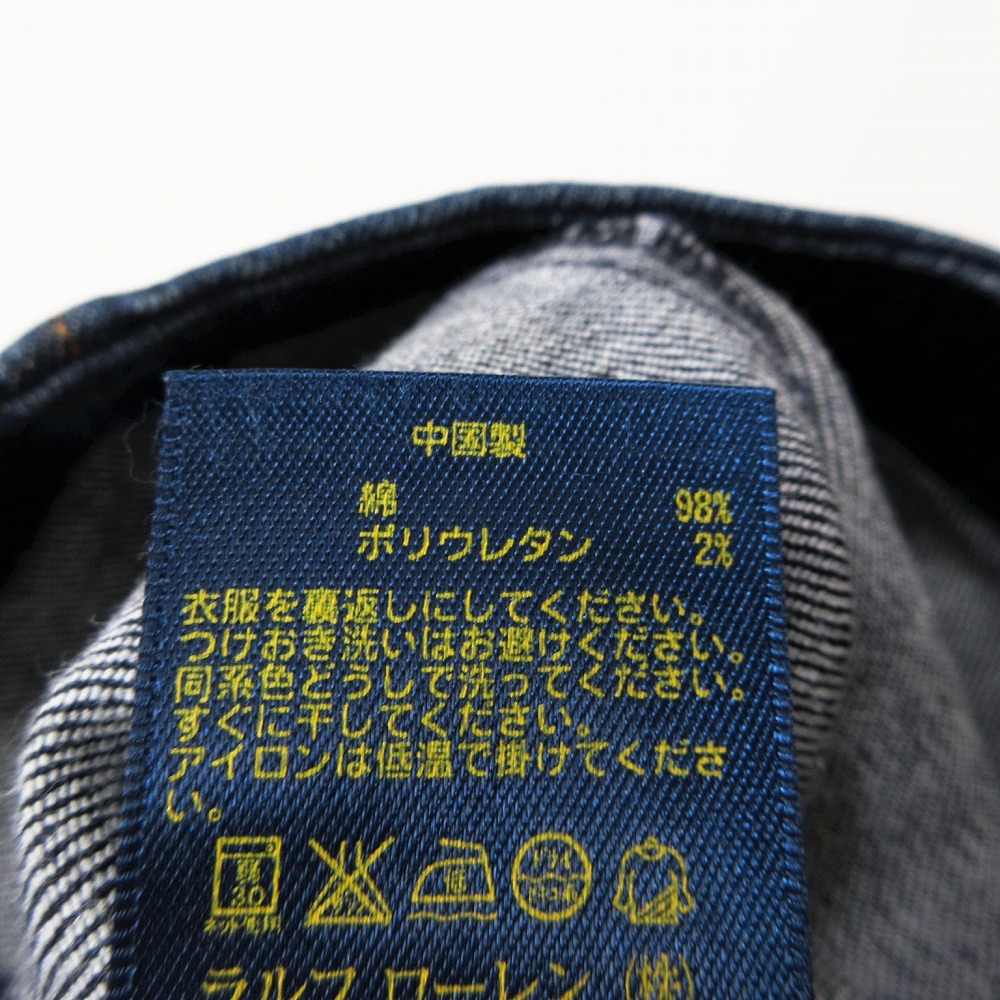 中国製
綿 98%
ポリウレタン 2%
衣服を裏返しにしてください。
つけおき洗いはお避けください。
同系色どうしで洗ってください。
すぐに干してください。
アイロンは低温で掛けてくださ
い。
弱 30 低
ネット使用
ラルフ ローレン (株)